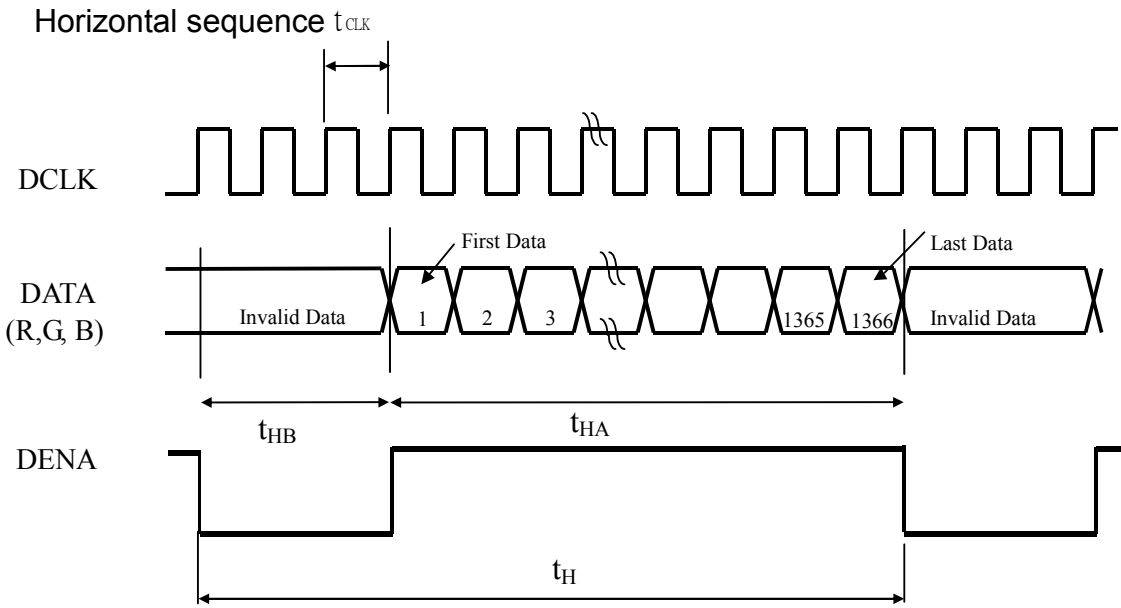 Horizontal sequence tCLK
DCLK
First Data
Last Data
DATA
(R,G, B)
Invalid Data
1
2
3
1365
1366
Invalid Data
tHB
tHA
DENA
tH